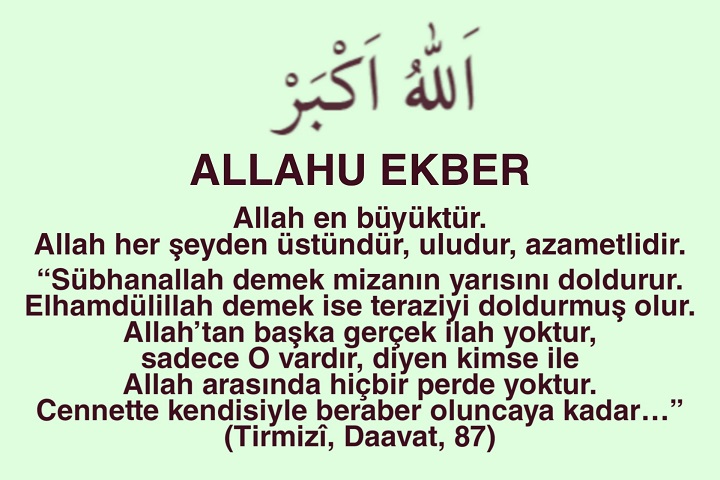 اَللهُ اَكْبَرْ
ALLAHU EKBER
Allah en büyüktür.
Allah her şeyden üstündür, uludur, azametlidir.
“Sübhanallah demek mizanın yarısını doldurur.
Elhamdülillah demek ise teraziyi doldurmuş olur.
Allah’tan başka gerçek ilah yoktur,
sadece O vardır, diyen kimse ile
Allah arasında hiçbir perde yoktur.
Cennette kendisiyle beraber oluncaya kadar…”
(Tirmizî, Daavat, 87)